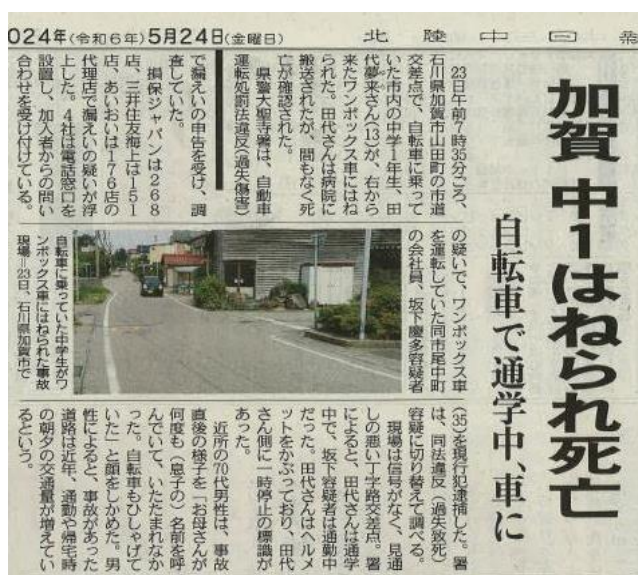 024年(令和6年)5月24日(金曜日)
北陸中日新
加賀 中1はねられ死亡
自転車で通学中、車に
23日午前7時35分ごろ、
石川県加賀市山田町の市道
交差点で、自転車に乗って
いた市内の中学1年生、田
代夢来さん(13)が、右から
来たワンボックス車にはね
られた。田代さんは病院に
搬送されたが、間もなく死
亡が確認された。
県警大聖寺署は、自動車
運転処罰法違反(過失傷害)
の疑いで、ワンボックス車
を運転していた同市尾中町
の会社員、坂下慶多容疑者
(35)を現行犯逮捕した。署
は、同法違反(過失致死)
容疑に切り替えて調べる。
現場は信号がなく、見通
しの悪い丁字路交差点。署
によると、田代さんは通学
中で、坂下容疑者は通勤中
だった。田代さんはヘルメ
ットをかぶっており、田代
さん側に一時停止の標識が
あった。
近所の70代男性は、事故
直後の様子を「お母さんが
何度も(息子の)名前を呼
んでいて、いたたまれなか
った。自転車もひしゃげて
いた」と顔をしかめた。男
性によると、事故があった
道路は近年、通勤や帰宅時
の朝夕の交通量が増えてい
るという。
自転車に乗っていた中学生がワ
ンボックス車にはねられた事故
現場=23日、石川県加賀市で
で漏えいの申告を受け、調
査していた。
損保ジャパンは268
店、三井住友海上は151
店、あいおいは176店の
代理店で漏えいの疑いが浮
上した。4社は電話窓口を
設置し、加入者からの問い
合わせを受け付けている。